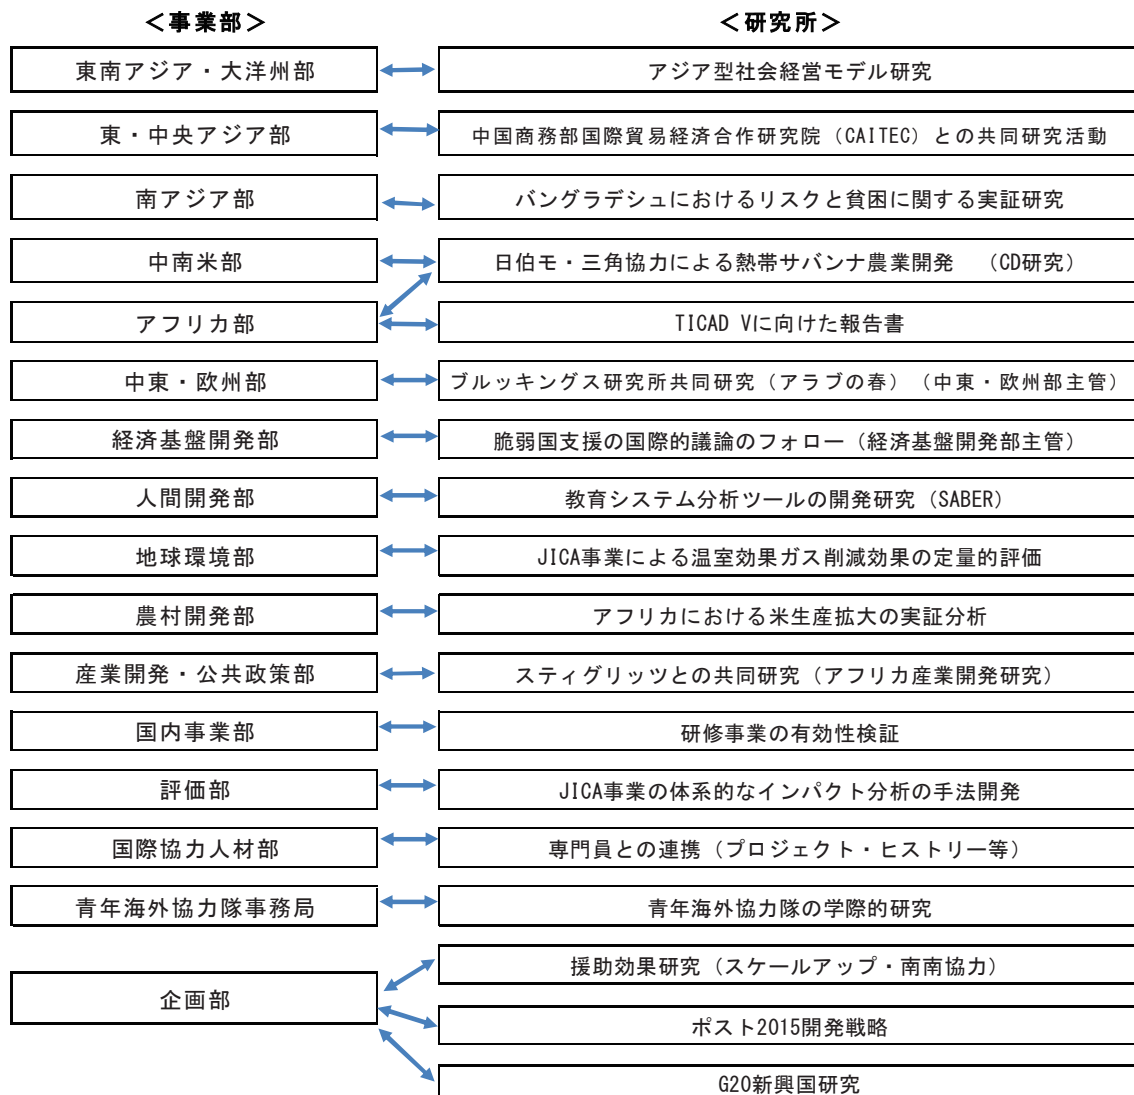 ＜事業部＞ ＜研究所＞
東南アジア・大洋州部 アジア型社会経営モデル研究
東・中央アジア部 中国商務部国際貿易経済合作研究院（CAITEC）との共同研究活動
南アジア部 バングラデシュにおけるリスクと貧困に関する実証研究
中南米部 日伯モ・三角協力による熱帯サバンナ農業開発　（CD研究）
アフリカ部 TICAD Vに向けた報告書
中東・欧州部 ブルッキングス研究所共同研究（アラブの春）（中東・欧州部主管）
経済基盤開発部 脆弱国支援の国際的議論のフォロー（経済基盤開発部主管）
人間開発部 教育システム分析ツールの開発研究（SABER）
地球環境部 JICA事業による温室効果ガス削減効果の定量的評価
農村開発部 アフリカにおける米生産拡大の実証分析
産業開発・公共政策部 スティグリッツとの共同研究（アフリカ産業開発研究）
国内事業部 研修事業の有効性検証
評価部 JICA事業の体系的なインパクト分析の手法開発
国際協力人材部 専門員との連携（プロジェクト・ヒストリー等）
青年海外協力隊事務局 青年海外協力隊の学際的研究
援助効果研究（スケールアップ・南南協力）
企画部
ポスト2015開発戦略
G20新興国研究